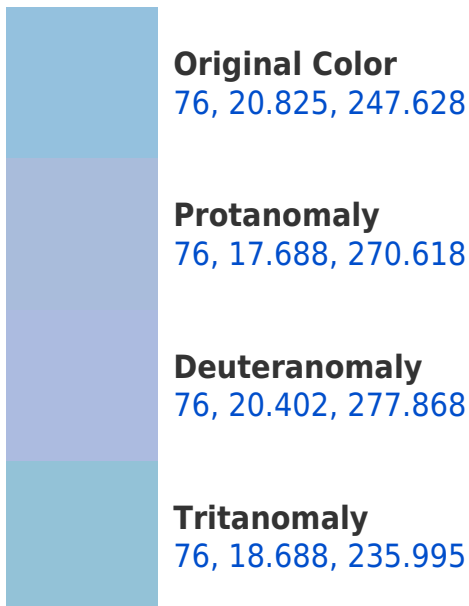 Original Color
76, 20.825, 247.628
Protanomaly
76, 17.688, 270.618
Deuteranomaly
76, 20.402, 277.868
Tritanomaly
76, 18.688, 235.995